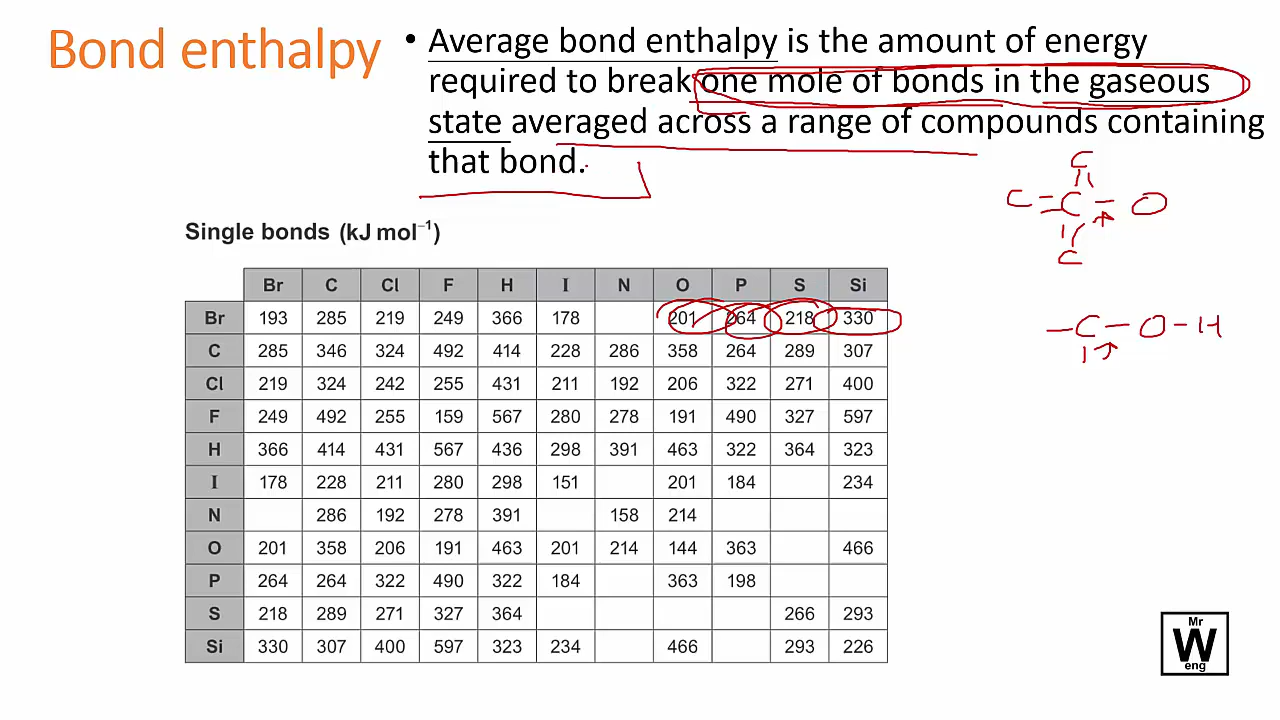 Bond enthalpy
• Average bond enthalpy is the amount of energy
required to break one mole of bonds in the gaseous
state averaged across a range of compounds containing
that bond.
Single bonds (kJ mol⁻¹)
Br C Cl F H I N O P S Si
Br 193 285 219 249 366 178 201 264 218 330
C 285 346 324 492 414 228 286 358 264 289 307
Cl 219 324 242 255 431 211 192 206 322 271 400
F 249 492 255 159 567 280 278 191 490 327 597
H 366 414 431 567 436 298 391 463 322 364 323
I 178 228 211 280 298 151 201 184 234
N 286 192 278 391 158 214
O 201 358 206 191 463 201 214 144 363 466
P 264 264 322 490 322 184 363 198
S 218 289 271 327 364 266 293
Si 330 307 400 597 323 234 466 293 226
C
C = C - O
C
- C - O - H
Mr
W
eng